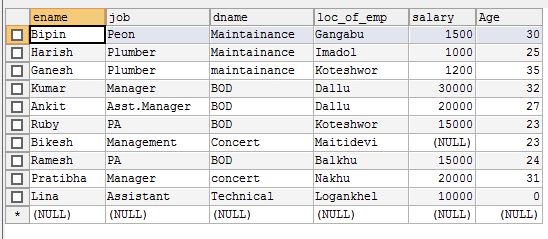 ename job dname loc_of_emp salary Age
Bipin Peon Maintainance Gangabu 1500 30
Harish Plumber Maintainance Imadol 1000 25
Ganesh Plumber maintainance Koteshwor 1200 35
Kumar Manager BOD Dallu 30000 32
Ankit Asst.Manager BOD Dallu 20000 27
Ruby PA BOD Koteshwor 15000 23
Bikesh Management Concert Maitidevi (NULL) 23
Ramesh PA BOD Balkhu 15000 24
Pratibha Manager concert Nakhu 20000 31
Lina Assistant Technical Logankhel 10000 0
* (NULL) (NULL) (NULL) (NULL) (NULL) (NULL)